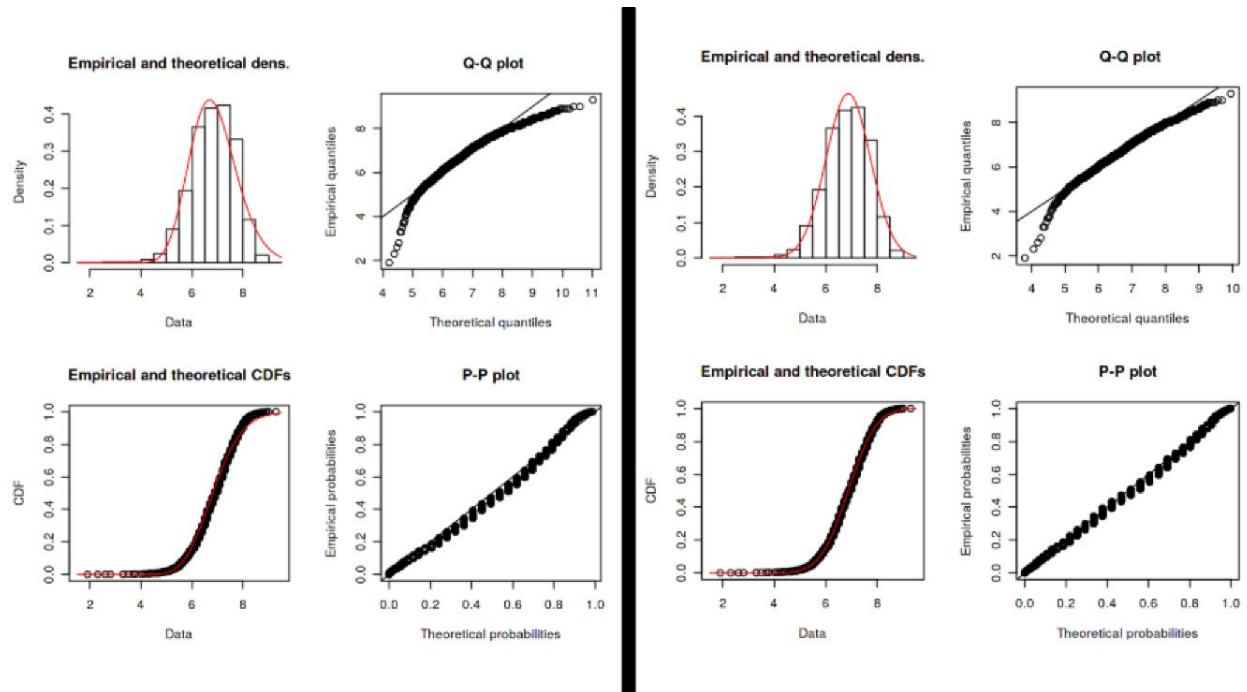 Empirical and theoretical dens.
Density
0.0 0.1 0.2 0.3 0.4
2 4 6 8
Data
Q-Q plot
Empirical quantiles
2 4 6 8
4 5 6 7 8 9 10 11
Theoretical quantiles
Empirical and theoretical CDFs
CDF
0.0 0.2 0.4 0.6 0.8 1.0
2 4 6 8
Data
P-P plot
Empirical probabilities
0.0 0.2 0.4 0.6 0.8 1.0
0.0 0.2 0.4 0.6 0.8 1.0
Theoretical probabilities
Empirical and theoretical dens.
Density
0.0 0.1 0.2 0.3 0.4
2 4 6 8
Data
Q-Q plot
Empirical quantiles
2 4 6 8
4 5 6 7 8 9 10
Theoretical quantiles
Empirical and theoretical CDFs
CDF
0.0 0.2 0.4 0.6 0.8 1.0
2 4 6 8
Data
P-P plot
Empirical probabilities
0.0 0.2 0.4 0.6 0.8 1.0
0.0 0.2 0.4 0.6 0.8 1.0
Theoretical probabilities